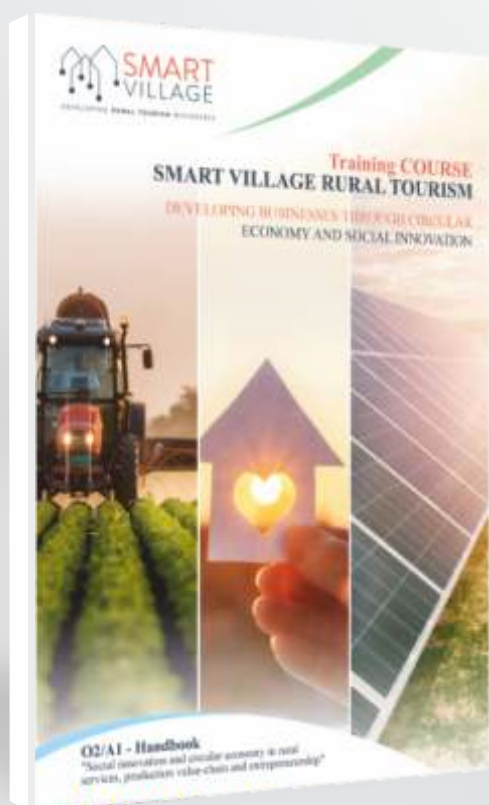 SMART
VILLAGE
DEVELOPING RURAL TOURISM BUSINESSES
Training COURSE
SMART VILLAGE RURAL TOURISM
DEVELOPING BUSINESSES THROUGH CIRCULAR
ECONOMY AND SOCIAL INNOVATION
O2/A1 - Handbook
"Social innovation and circular economy in rural
services, production value-chain and entrepreneurship"